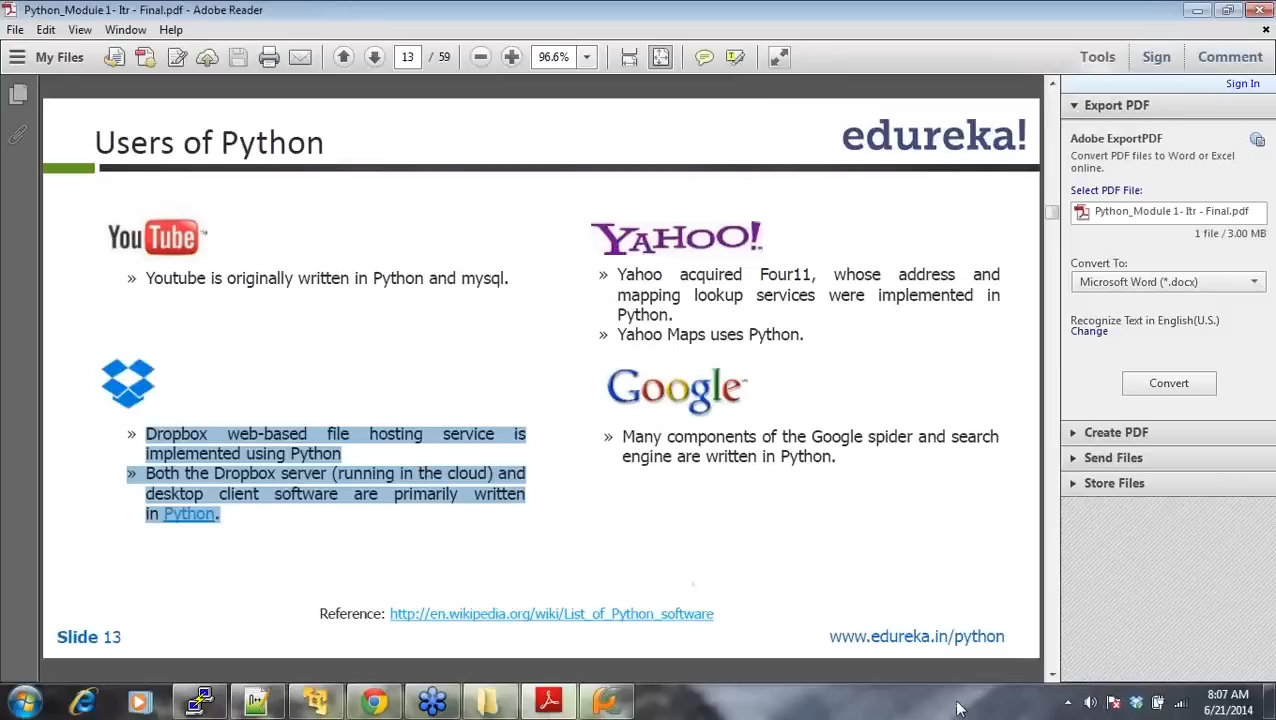 Python_Module 1- Itr - Final.pdf - Adobe Reader
File Edit View Window Help
My Files
13 / 59
96.6%
Tools Sign Comment
Sign In
Export PDF
Adobe ExportPDF
Convert PDF files to Word or Excel
online.
Select PDF File:
Python_Module 1- Itr - Final.pdf
1 file / 3.00 MB
Convert To:
Microsoft Word (*.docx)
Recognize Text in English(U.S.)
Change
Convert
Create PDF
Send Files
Store Files
Users of Python
edureka!
YouTube
» Youtube is originally written in Python and mysql.
» Dropbox web-based file hosting service is
implemented using Python
» Both the Dropbox server (running in the cloud) and
desktop client software are primarily written
in Python.
YAHOO!
» Yahoo acquired Four11, whose address and
mapping lookup services were implemented in
Python.
» Yahoo Maps uses Python.
Google™
» Many components of the Google spider and search
engine are written in Python.
Reference: http://en.wikipedia.org/wiki/List_of_Python_software
Slide 13
www.edureka.in/python
8:07 AM
6/21/2014